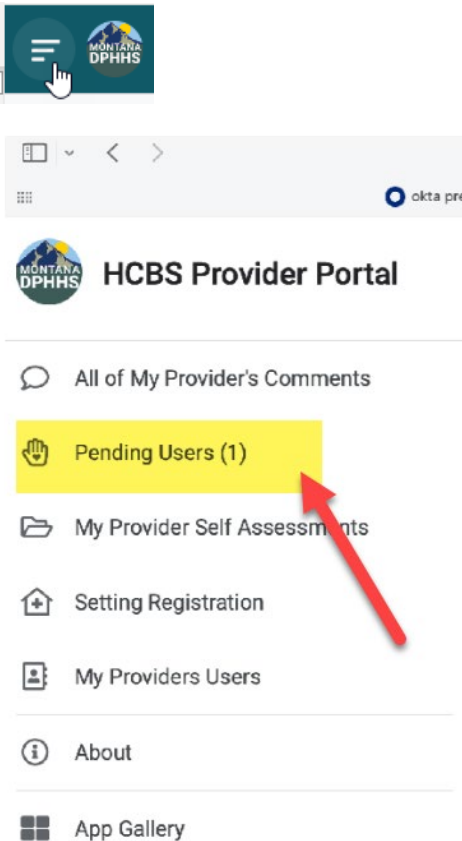 MONTANA
DPHHS
okta pre
MONTANA
DPHHS
HCBS Provider Portal
All of My Provider's Comments
Pending Users (1)
My Provider Self Assessments
Setting Registration
My Providers Users
About
App Gallery